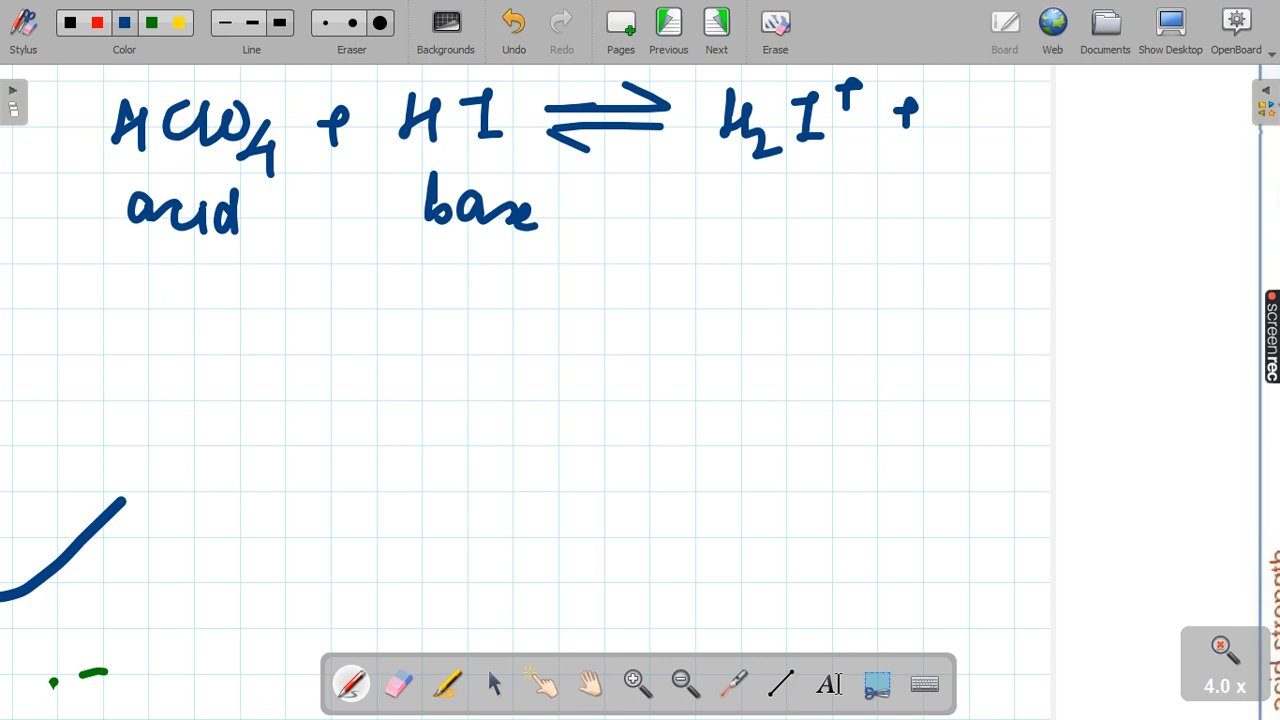 Stylus Color Line Eraser Backgrounds Undo Redo Pages Previous Next Erase Board Web Documents Show Desktop OpenBoard
HClO4 + HI ⇌ H2I+ +
acid base
screenrec
4.0 x